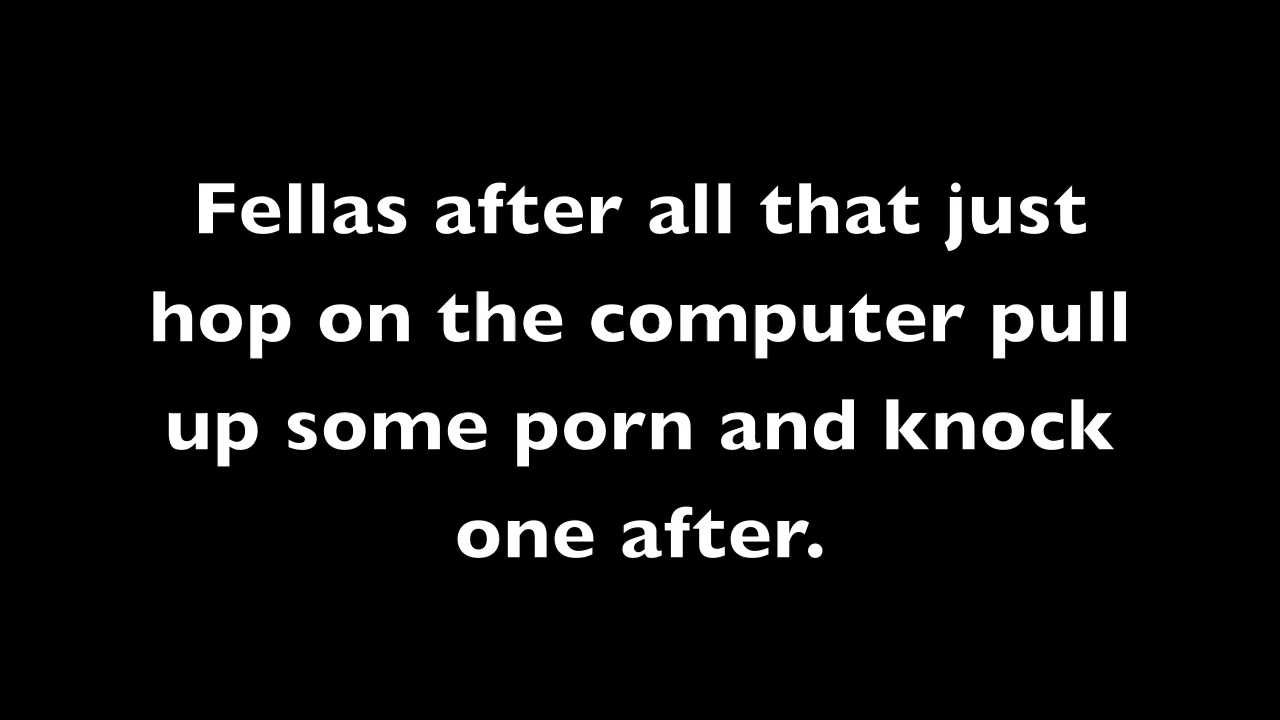 Fellas after all that just
hop on the computer pull
up some porn and knock
one after.